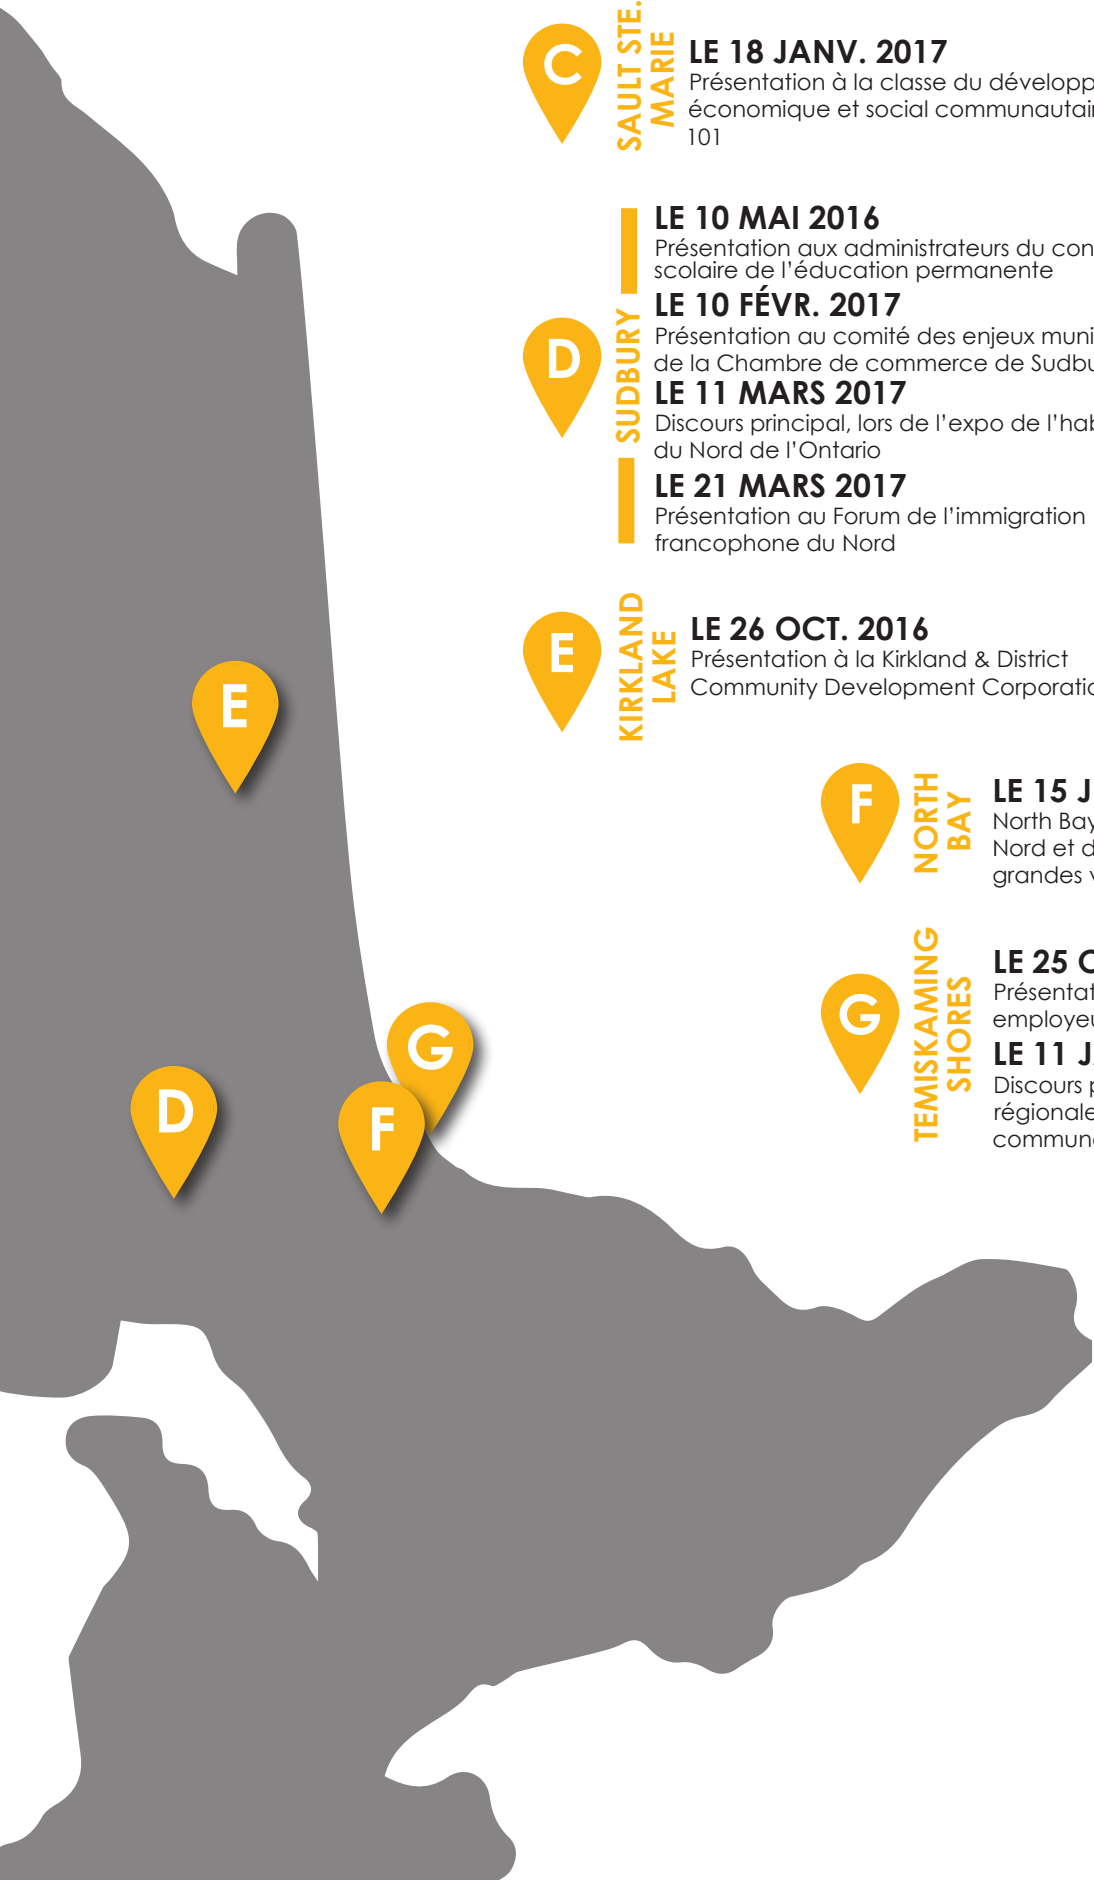 C
SAULT STE.
MARIE
LE 18 JANV. 2017
Présentation à la classe du développ
économique et social communautair
101
D
SUDBURY
LE 10 MAI 2016
Présentation aux administrateurs du con
scolaire de l’éducation permanente
LE 10 FÉVR. 2017
Présentation au comité des enjeux muni
de la Chambre de commerce de Sudbu
LE 11 MARS 2017
Discours principal, lors de l’expo de l’hab
du Nord de l’Ontario
LE 21 MARS 2017
Présentation au Forum de l’immigration
francophone du Nord
E
KIRKLAND
LAKE
LE 26 OCT. 2016
Présentation à la Kirkland & District
Community Development Corporatio
F
NORTH
BAY
LE 15 J
North Bay
Nord et d
grandes v
G
TEMISKAMING
SHORES
LE 25 O
Présentat
employeu
LE 11 JA
Discours p
régionale
communa
E
G
D
F